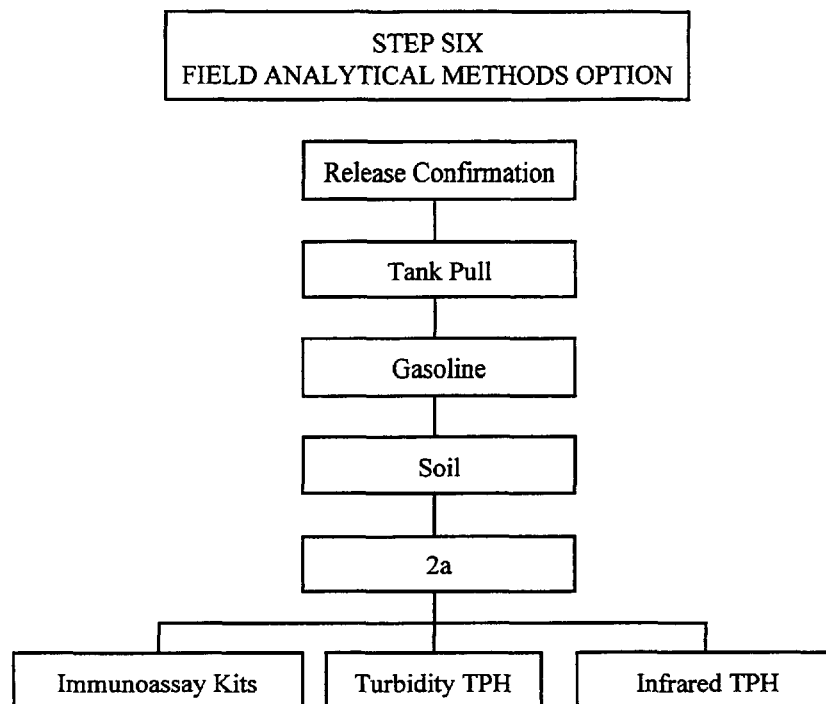 STEP SIX
FIELD ANALYTICAL METHODS OPTION
Release Confirmation
Tank Pull
Gasoline
Soil
2a
Immunoassay Kits
Turbidity TPH
Infrared TPH